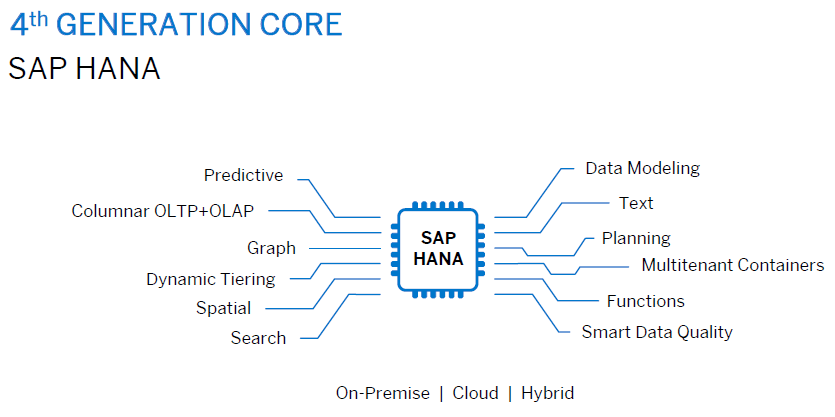 4th GENERATION CORE
SAP HANA
Predictive
Columnar OLTP+OLAP
Graph
Dynamic Tiering
Spatial
Search
SAP
HANA
Data Modeling
Text
Planning
Multitenant Containers
Functions
Smart Data Quality
On-Premise | Cloud | Hybrid